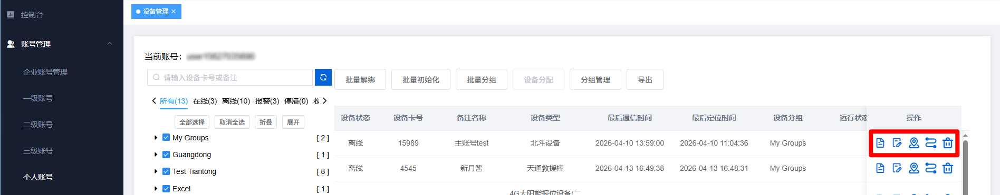 控制台
账号管理
企业账号管理
一级账号
二级账号
三级账号
个人账号
设备管理
当前账号：
请输入设备卡号或备注
批量解绑 批量初始化 批量分组 设备分配 分组管理 导出
所有(13) 在线(3) 离线(10) 报警(3) 停港(0)
全部选择 取消全选 折叠 展开
My Groups [ 2 ]
Guangdong [ 1 ]
Test Tiantong [ 8 ]
Excel [ 1 ]
设备状态 设备卡号 备注名称 设备类型 最后通信时间 最后定位时间 设备分组 运行状态 操作
离线 15989 主账号test 北斗设备 2026-04-10 13:59:00 2026-04-10 11:04:36 My Groups
离线 4545 新月酱 天通救援棒 2026-04-13 16:49:38 2026-04-13 16:48:31 My Groups
4G太阳能报位设备(二